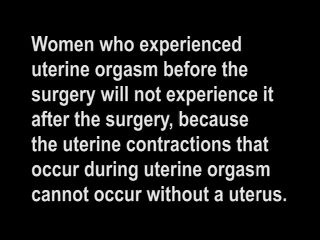 Women who experienced
uterine orgasm before the
surgery will not experience it
after the surgery, because
the uterine contractions that
occur during uterine orgasm
cannot occur without a uterus.